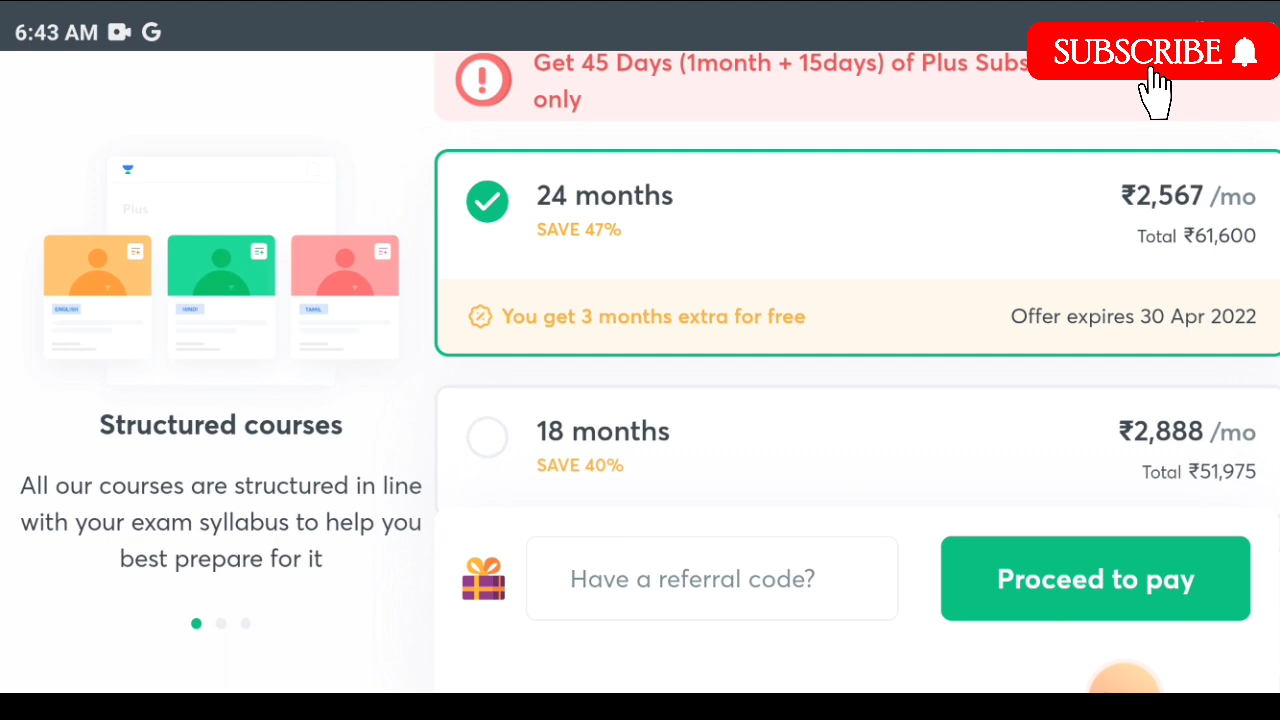 6:43 AM
SUBSCRIBE
Get 45 Days (1month + 15days) of Plus Subs
only
24 months
₹2,567 /mo
SAVE 47%
Total ₹61,600
You get 3 months extra for free
Offer expires 30 Apr 2022
18 months
₹2,888 /mo
SAVE 40%
Total ₹51,975
Have a referral code?
Proceed to pay
Plus
ENGLISH
HINDI
TAMIL
Structured courses
All our courses are structured in line
with your exam syllabus to help you
best prepare for it